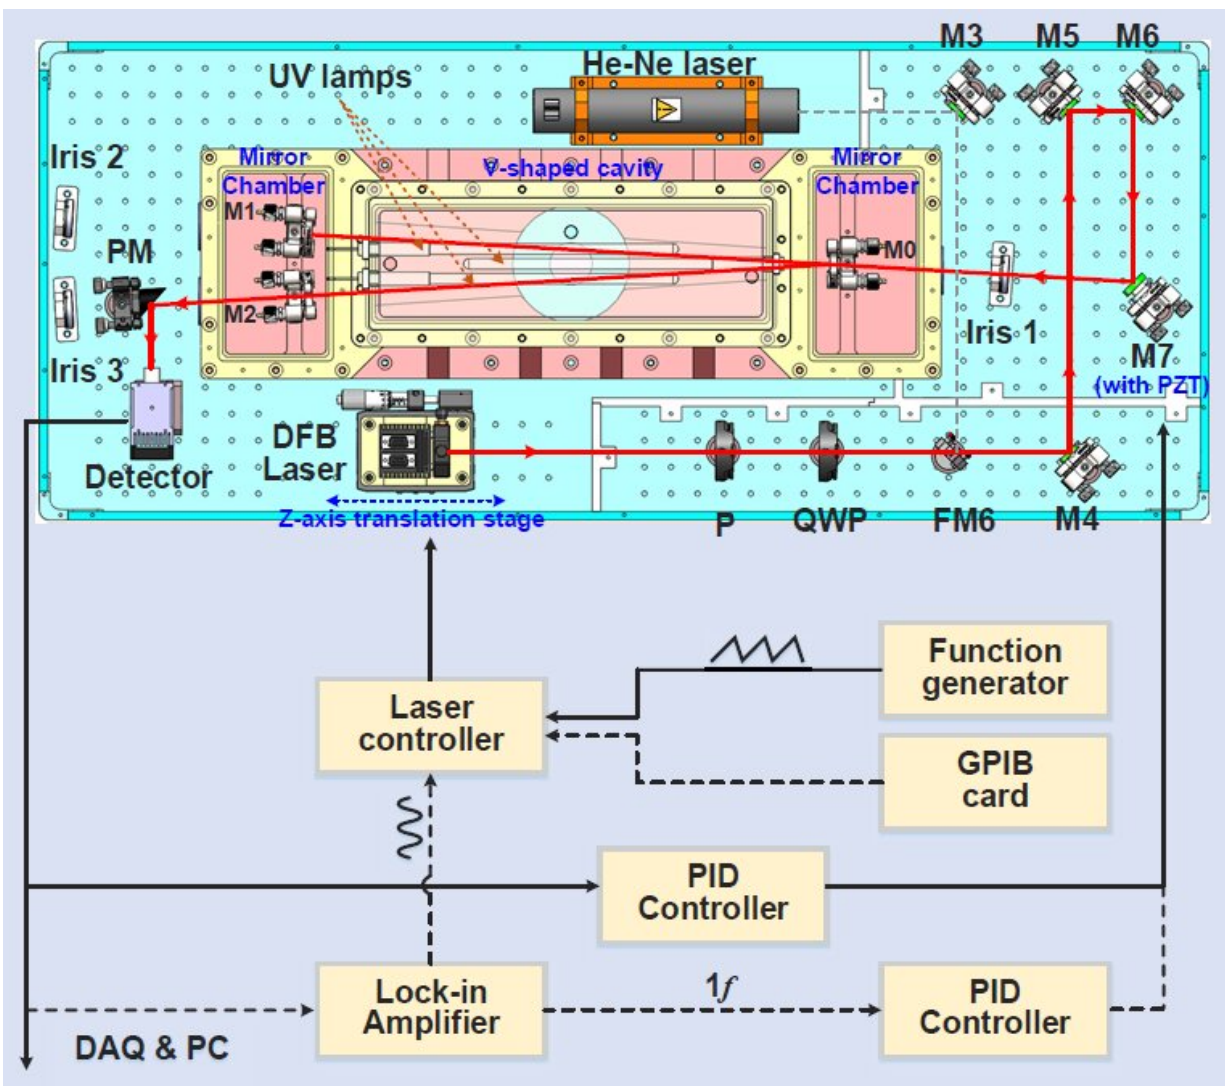 M3
M5
M6
He-Ne laser
UV lamps
Iris 2
Mirror
Chamber
V-shaped cavity
Mirror
Chamber
M1
M0
PM
M2
Iris 3
Iris 1
M7
(with PZT)
DFB
Laser
Detector
Z-axis translation stage
P
QWP
FM6
M4
Function
generator
Laser
controller
GPIB
card
PID
Controller
Lock-in
Amplifier
1f
PID
Controller
DAQ & PC